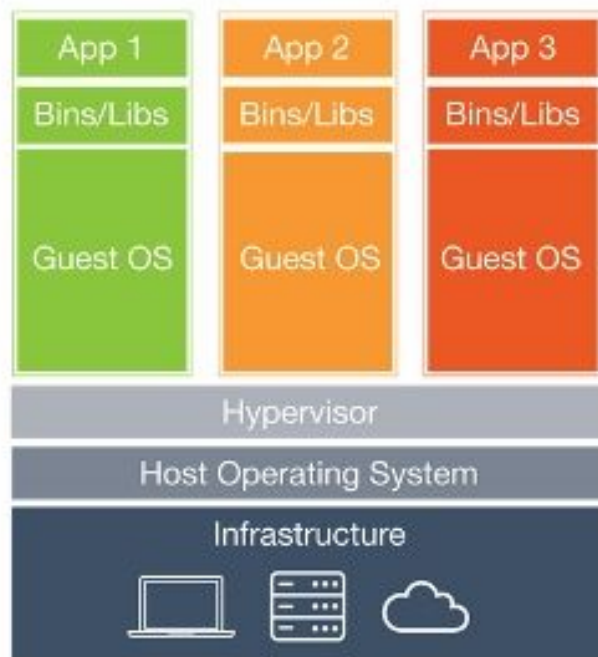 App 1
App 2
App 3
Bins/Libs
Bins/Libs
Bins/Libs
Guest OS
Guest OS
Guest OS
Hypervisor
Host Operating System
Infrastructure